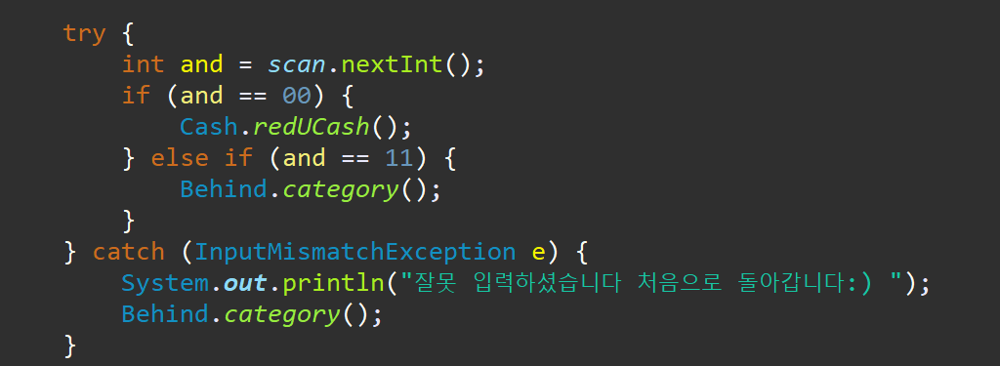 try {
    int and = scan.nextInt();
    if (and == 00) {
        Cash.redUCash();
    } else if (and == 11) {
        Behind.category();
    }
} catch (InputMismatchException e) {
    System.out.println("잘못 입력하셨습니다 처음으로 돌아갑니다:) ");
    Behind.category();
}